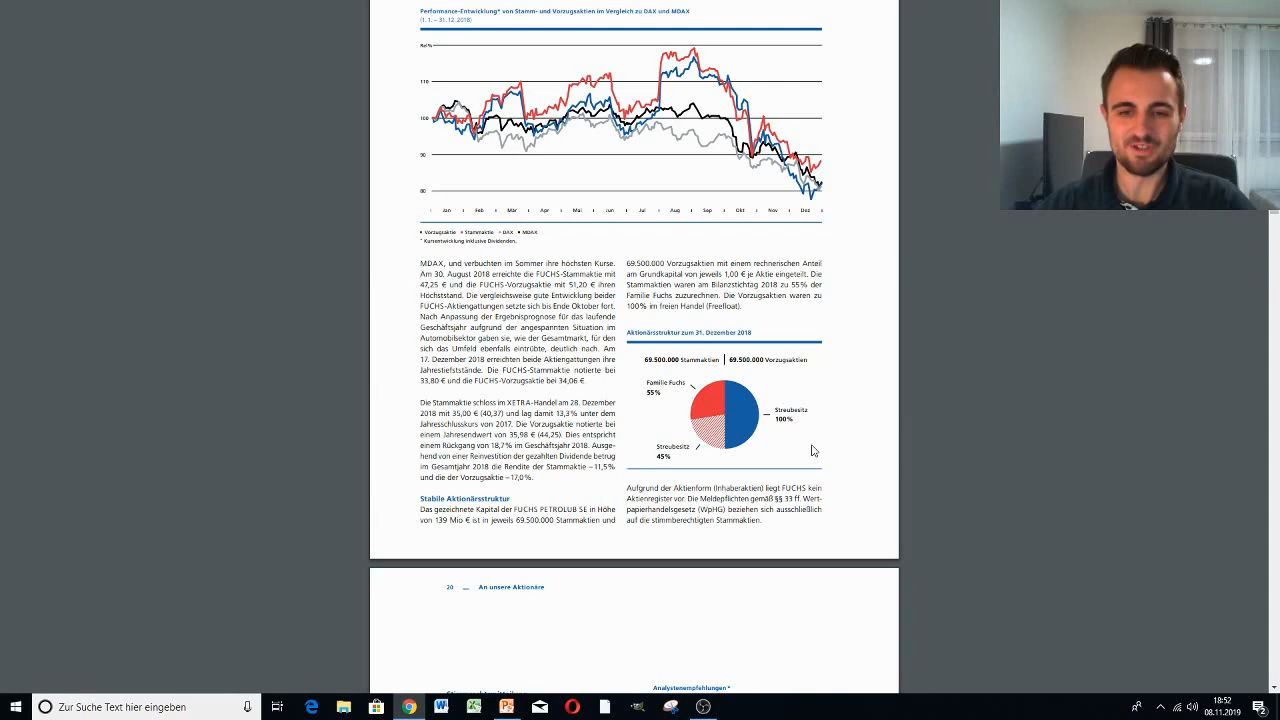 Performance-Entwicklung* von Stamm- und Vorzugsaktien im Vergleich zu DAX und MDAX
(1. 1. – 31. 12. 2018)
Rel%
110
100
90
80
Jan Feb Mär Apr Mai Jun Jul Aug Sep Okt Nov Dez
Vorzugsaktie Stammaktie DAX MDAX
* Kursentwicklung inklusive Dividenden.
MDAX, und verbuchten im Sommer ihre höchsten Kurse.
Am 30. August 2018 erreichte die FUCHS-Stammaktie mit
47,25 € und die FUCHS-Vorzugsaktie mit 51,20 € ihren
Höchststand. Die vergleichsweise gute Entwicklung beider
FUCHS-Aktiengattungen setzte sich bis Ende Oktober fort.
Nach Anpassung der Ergebnisprognose für das laufende
Geschäftsjahr aufgrund der angespannten Situation im
Automobilsektor gaben sie, wie der Gesamtmarkt, für den
sich das Umfeld ebenfalls eintrübte, deutlich nach. Am
17. Dezember 2018 erreichten beide Aktiengattungen ihre
Jahrestiefststände. Die FUCHS-Stammaktie notierte bei
33,80 € und die FUCHS-Vorzugsaktie bei 34,06 €.
Die Stammaktie schloss im XETRA-Handel am 28. Dezember
2018 mit 35,00 € (40,37) und lag damit 13,3% unter dem
Jahresschlusskurs von 2017. Die Vorzugsaktie notierte bei
einem Jahresendwert von 35,98 € (44,25). Dies entspricht
einem Rückgang von 18,7% im Geschäftsjahr 2018. Ausge-
hend von einer Reinvestition der gezahlten Dividende betrug
im Gesamtjahr 2018 die Rendite der Stammaktie –11,5%
und die der Vorzugsaktie –17,0%.
Stabile Aktionärsstruktur
Das gezeichnete Kapital der FUCHS PETROLUB SE in Höhe
von 139 Mio € ist in jeweils 69.500.000 Stammaktien und
69.500.000 Vorzugsaktien mit einem rechnerischen Anteil
am Grundkapital von jeweils 1,00 € je Aktie eingeteilt. Die
Stammaktien waren am Bilanzstichtag 2018 zu 55% der
Familie Fuchs zuzurechnen. Die Vorzugsaktien waren zu
100% im freien Handel (Freefloat).
Aktionärsstruktur zum 31. Dezember 2018
69.500.000 Stammaktien 69.500.000 Vorzugsaktien
Familie Fuchs
55%
Streubesitz
100%
Streubesitz
45%
Aufgrund der Aktienform (Inhaberaktien) liegt FUCHS kein
Aktienregister vor. Die Meldepflichten gemäß §§ 33 ff. Wert-
papierhandelsgesetz (WpHG) beziehen sich ausschließlich
auf die stimmberechtigten Stammaktien.
20 — An unsere Aktionäre
Analystenempfehlungen *
Zur Suche Text hier eingeben
18:52
08.11.2019